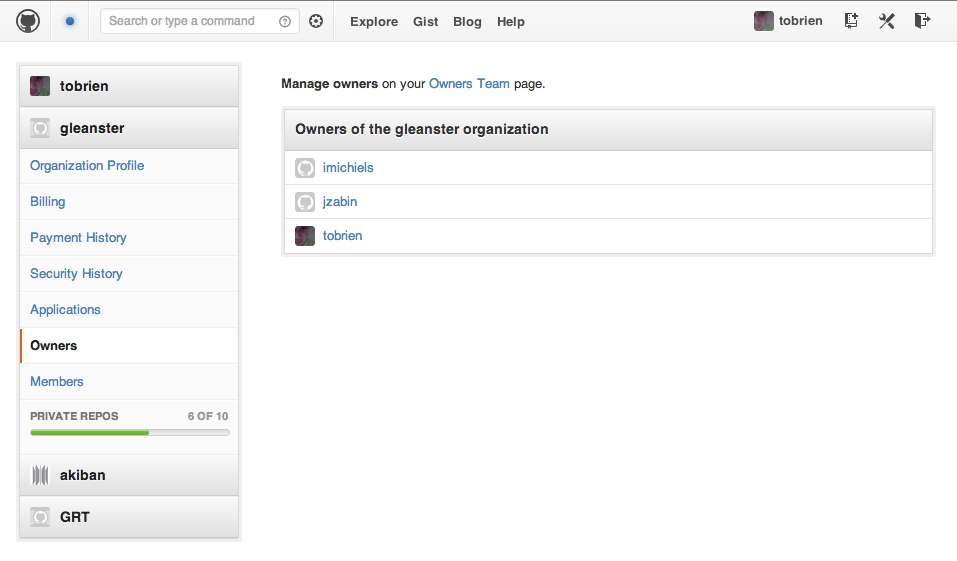 Search or type a command
Explore Gist Blog Help
tobrien
tobrien
gleanster
Organization Profile
Billing
Payment History
Security History
Applications
Owners
Members
PRIVATE REPOS 6 OF 10
akiban
GRT
Manage owners on your Owners Team page.
Owners of the gleanster organization
imichiels
jzabin
tobrien